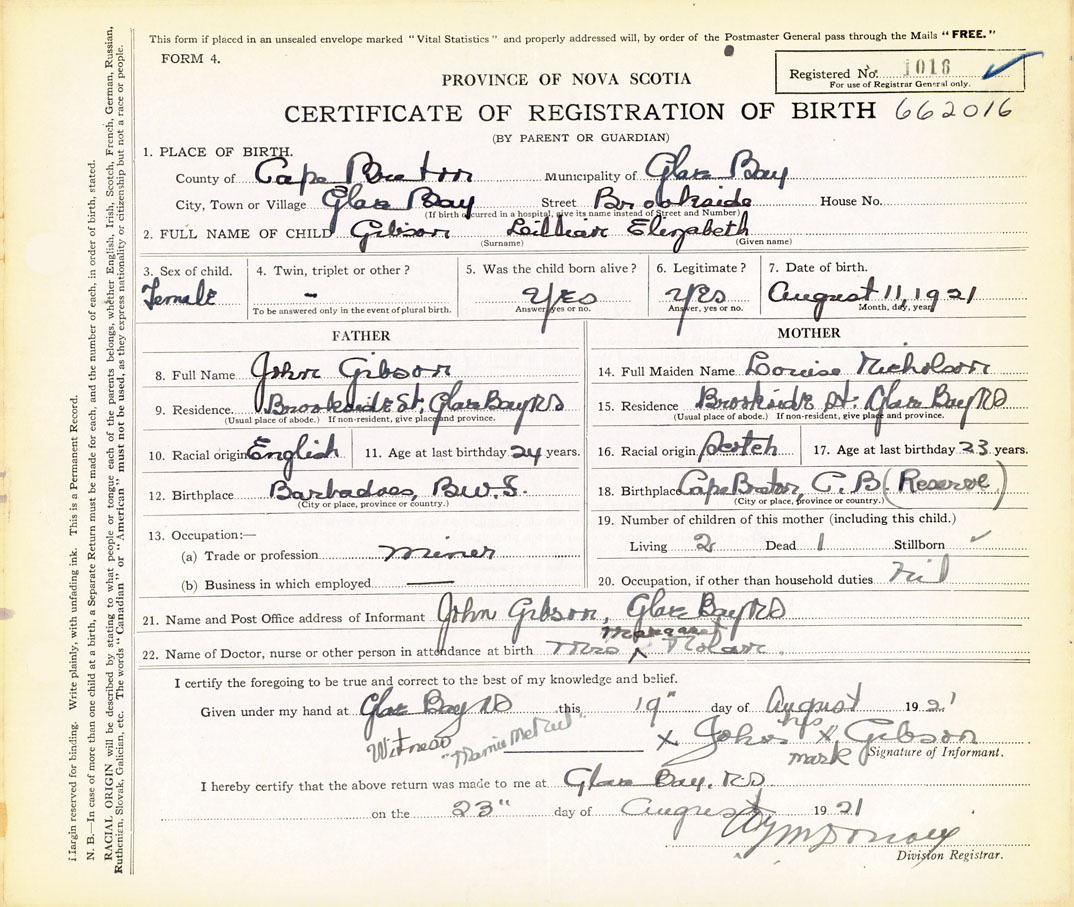 This form if placed in an unsealed envelope marked "Vital Statistics" and properly addressed will, by order of the Postmaster General pass through the Mails "FREE."
FORM 4.
Registered No. 1018
For use of Registrar General only.
PROVINCE OF NOVA SCOTIA
CERTIFICATE OF REGISTRATION OF BIRTH 662016
(BY PARENT OR GUARDIAN)
1. PLACE OF BIRTH.
County of Cape Breton Municipality of Glace Bay
City, Town or Village Glace Bay Street Brookside House No.
(If birth occurred in a hospital, give its name instead of Street and Number)
2. FULL NAME OF CHILD Gibson Lillian Elizabeth
(Surname) (Given name)
3. Sex of child. 4. Twin, triplet or other? 5. Was the child born alive? 6. Legitimate? 7. Date of birth.
Female - Yes Yes August 11, 1921
To be answered only in the event of plural birth. Answer, yes or no. Answer, yes or no. Month, day, year
FATHER MOTHER
8. Full Name John Gibson 14. Full Maiden Name Louise Nicholson
9. Residence. Brookside St, Glace Bay NS 15. Residence Brookside St. Glace Bay NS
(Usual place of abode.) If non-resident, give place and province. (Usual place of abode.) If non-resident, give place and province.
10. Racial origin English 11. Age at last birthday 24 years. 16. Racial origin Scotch 17. Age at last birthday 23 years.
12. Birthplace Barbadoes, B.W.I. 18. Birthplace Cape Breton, C.B. (Reserve)
(City or place, province or country.) (City or place, province or country.)
13. Occupation:— 19. Number of children of this mother (including this child.)
(a) Trade or profession miner Living 2 Dead 1 Stillborn ✓
(b) Business in which employed — 20. Occupation, if other than household duties Nil
21. Name and Post Office address of Informant John Gibson, Glace Bay NS
Margaret
22. Name of Doctor, nurse or other person in attendance at birth Mrs ^ Nolan.
I certify the foregoing to be true and correct to the best of my knowledge and belief.
Given under my hand at Glace Bay NS this 19" day of August 1921
Witness "Mamie " x John his x Gibson
mark Signature of Informant.
I hereby certify that the above return was made to me at Glace Bay. NS
on the 23" day of August 1921
Division Registrar.
Margin reserved for binding. Write plainly, with unfading ink. This is a Permanent Record.
N. B.—In case of more than one child at a birth, a Separate Return must be made for each, and the number of each, in order of birth, stated.
RACIAL ORIGIN will be described by stating to what people or tongue each of the parents belongs, whether English, Irish, Scotch, French, German, Russian,
Ruthenian, Slovak, Galician, etc. The words "Canadian" or "American" must not be used, as they express nationality or citizenship but not a race or people.